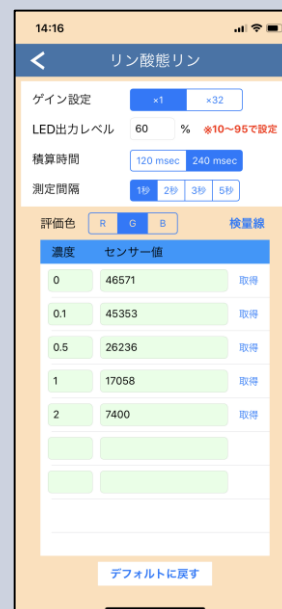 14:16
リン酸態リン
ゲイン設定 ×1 ×32
LED出力レベル 60 % ※10〜95で設定
積算時間 120 msec 240 msec
測定間隔 1秒 2秒 3秒 5秒
評価色 R G B 検量線
濃度 センサー値
0 46571 取得
0.1 45353 取得
0.5 26236 取得
1 17058 取得
2 7400 取得
デフォルトに戻す